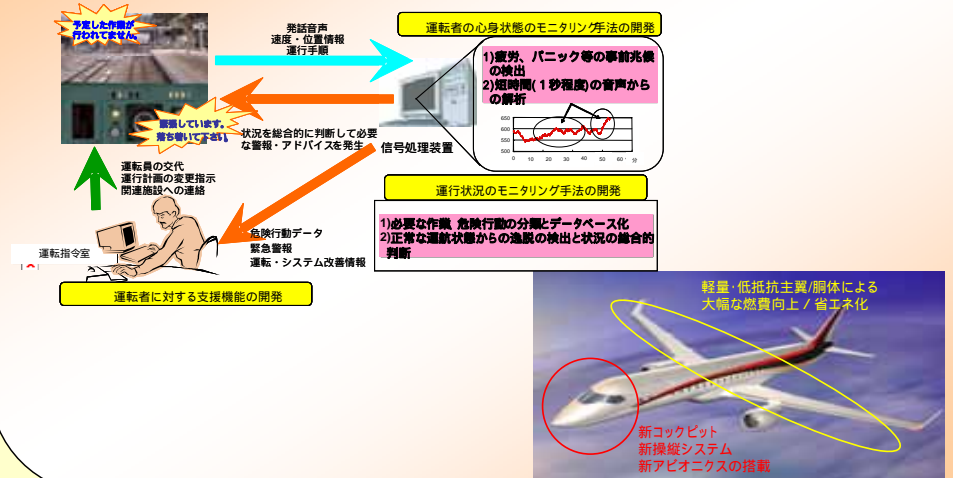 予定した作業が
行われてません。
発話音声
速度・位置情報
運行手順
運転者の心身状態のモニタリング手法の開発
1)疲労、パニック等の事前兆候
の検出
2)短時間(１秒程度)の音声から
の解析
650
600
550
500
0 10 20 30 40 50 60 分
緊張しています。
落ち着いて下さい。
状況を総合的に判断して必要
な警報・アドバイスを発生
信号処理装置
運転員の交代
運行計画の変更指示
関連施設への連絡
運行状況のモニタリング手法の開発
1)必要な作業、危険行動の分類とデータベース化
2)正常な運航状態からの逸脱の検出と状況の総合的
判断
運転指令室
危険行動データ
緊急警報
運転・システム改善情報
運転者に対する支援機能の開発
軽量・低抵抗主翼/胴体による
大幅な燃費向上／省エネ化
新コックピット
新操縦システム
新アビオニクスの搭載